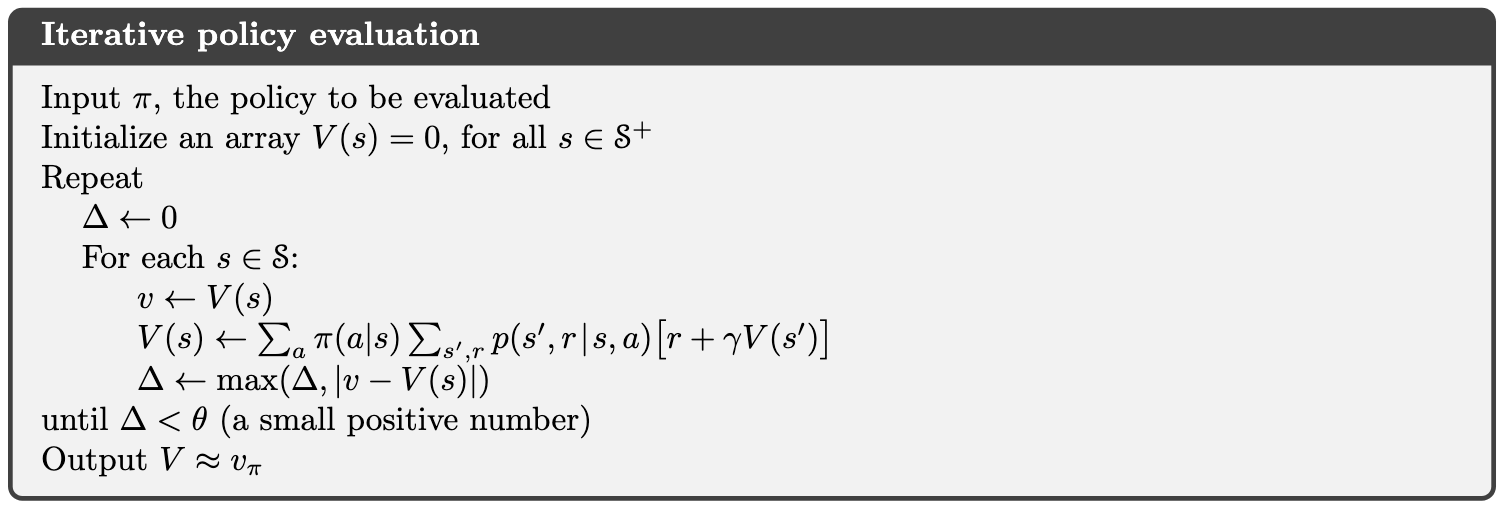 Iterative policy evaluation
Input π, the policy to be evaluated
Initialize an array V(s) = 0, for all s ∈ 𝒮⁺
Repeat
Δ ← 0
For each s ∈ 𝒮:
v ← V(s)
V(s) ← ∑ₐ π(a|s) ∑_{s′,r} p(s′, r|s, a)[r + γV(s′)]
Δ ← max(Δ, |v − V(s)|)
until Δ < θ (a small positive number)
Output V ≈ v_π